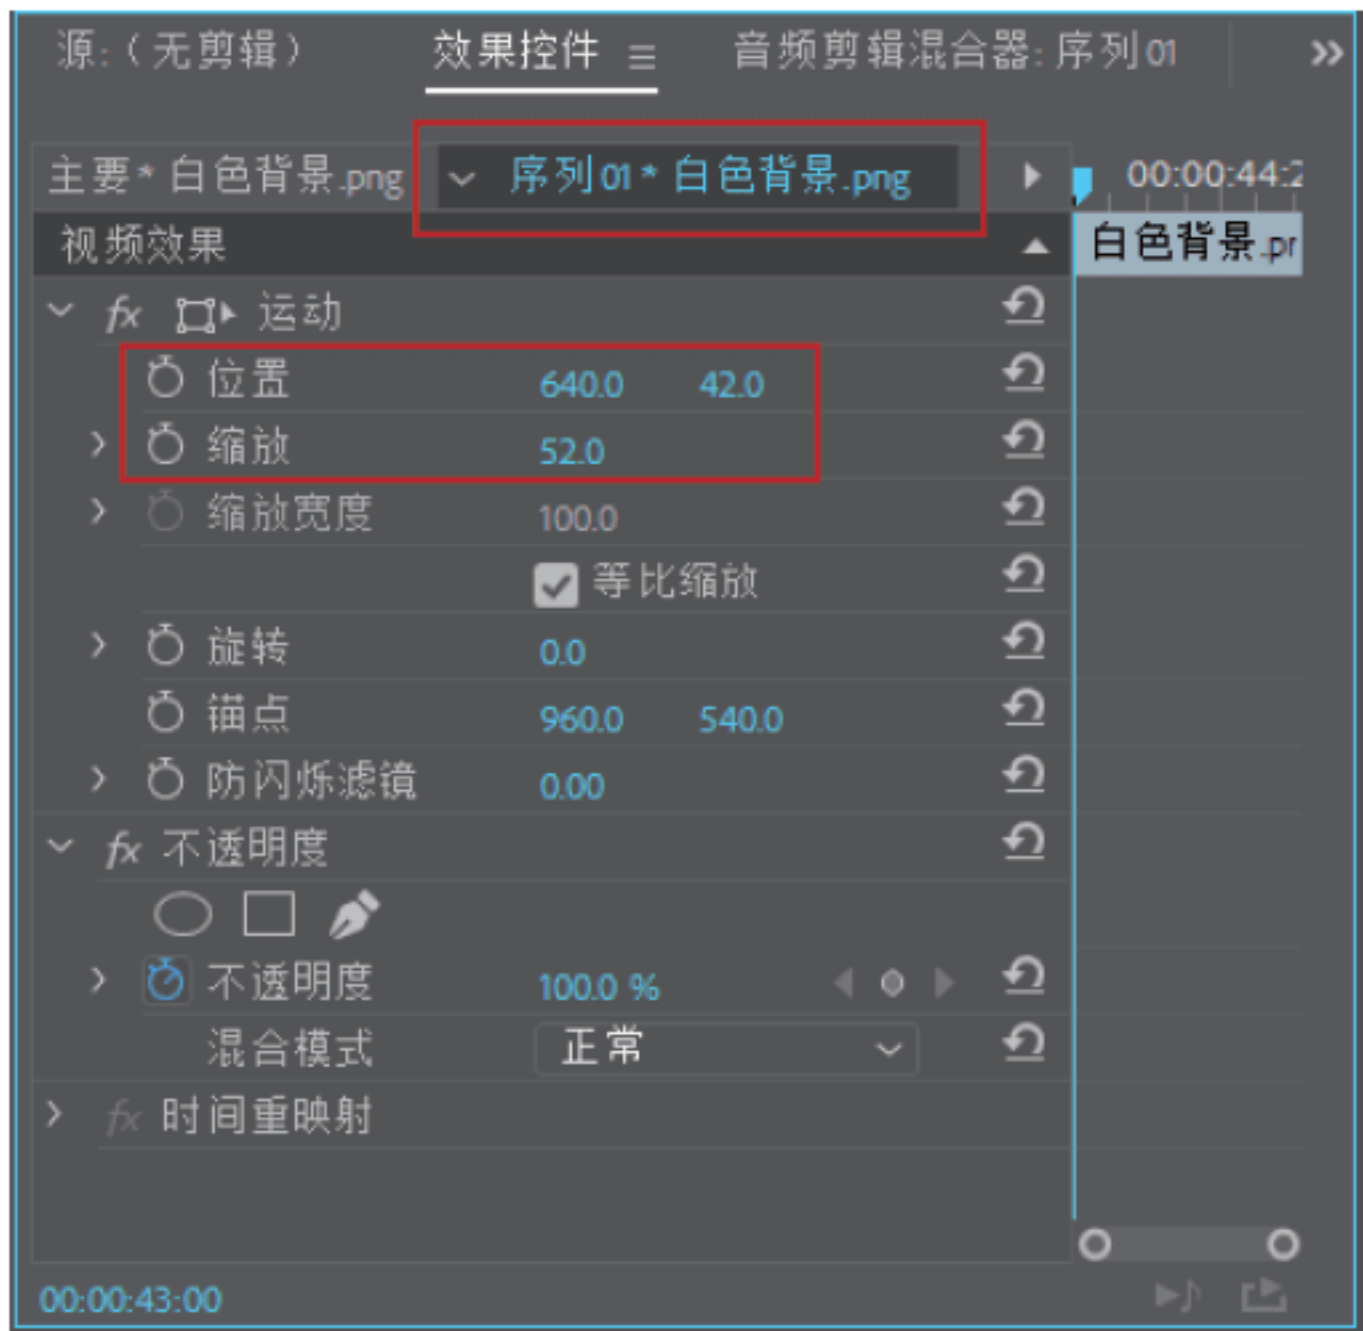 源:（无剪辑） 效果控件 音频剪辑混合器: 序列 01
主要* 白色背景.png 序列 01 * 白色背景.png 00:00:44:2
视频效果 白色背景.pr
fx 运动
位置 640.0 42.0
缩放 52.0
缩放宽度 100.0
等比缩放
旋转 0.0
锚点 960.0 540.0
防闪烁滤镜 0.00
fx 不透明度
不透明度 100.0 %
混合模式 正常
fx 时间重映射
00:00:43:00